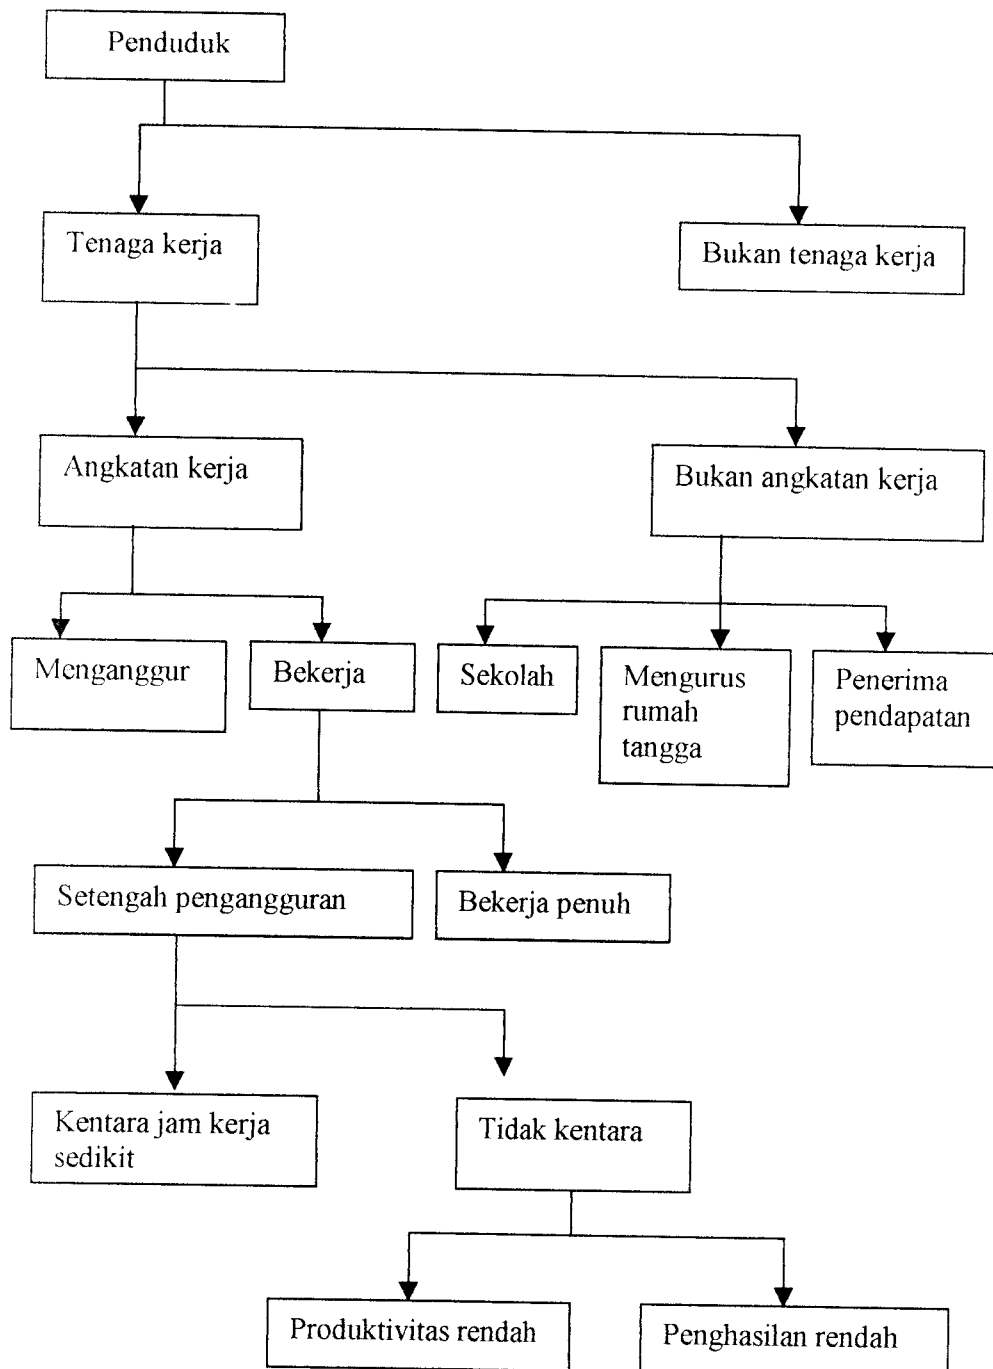 Penduduk
Tenaga kerja
Bukan tenaga kerja
Angkatan kerja
Bukan angkatan kerja
Menganggur
Bekerja
Sekolah
Mengurus
rumah
tangga
Penerima
pendapatan
Setengah pengangguran
Bekerja penuh
Kentara jam kerja
sedikit
Tidak kentara
Produktivitas rendah
Penghasilan rendah